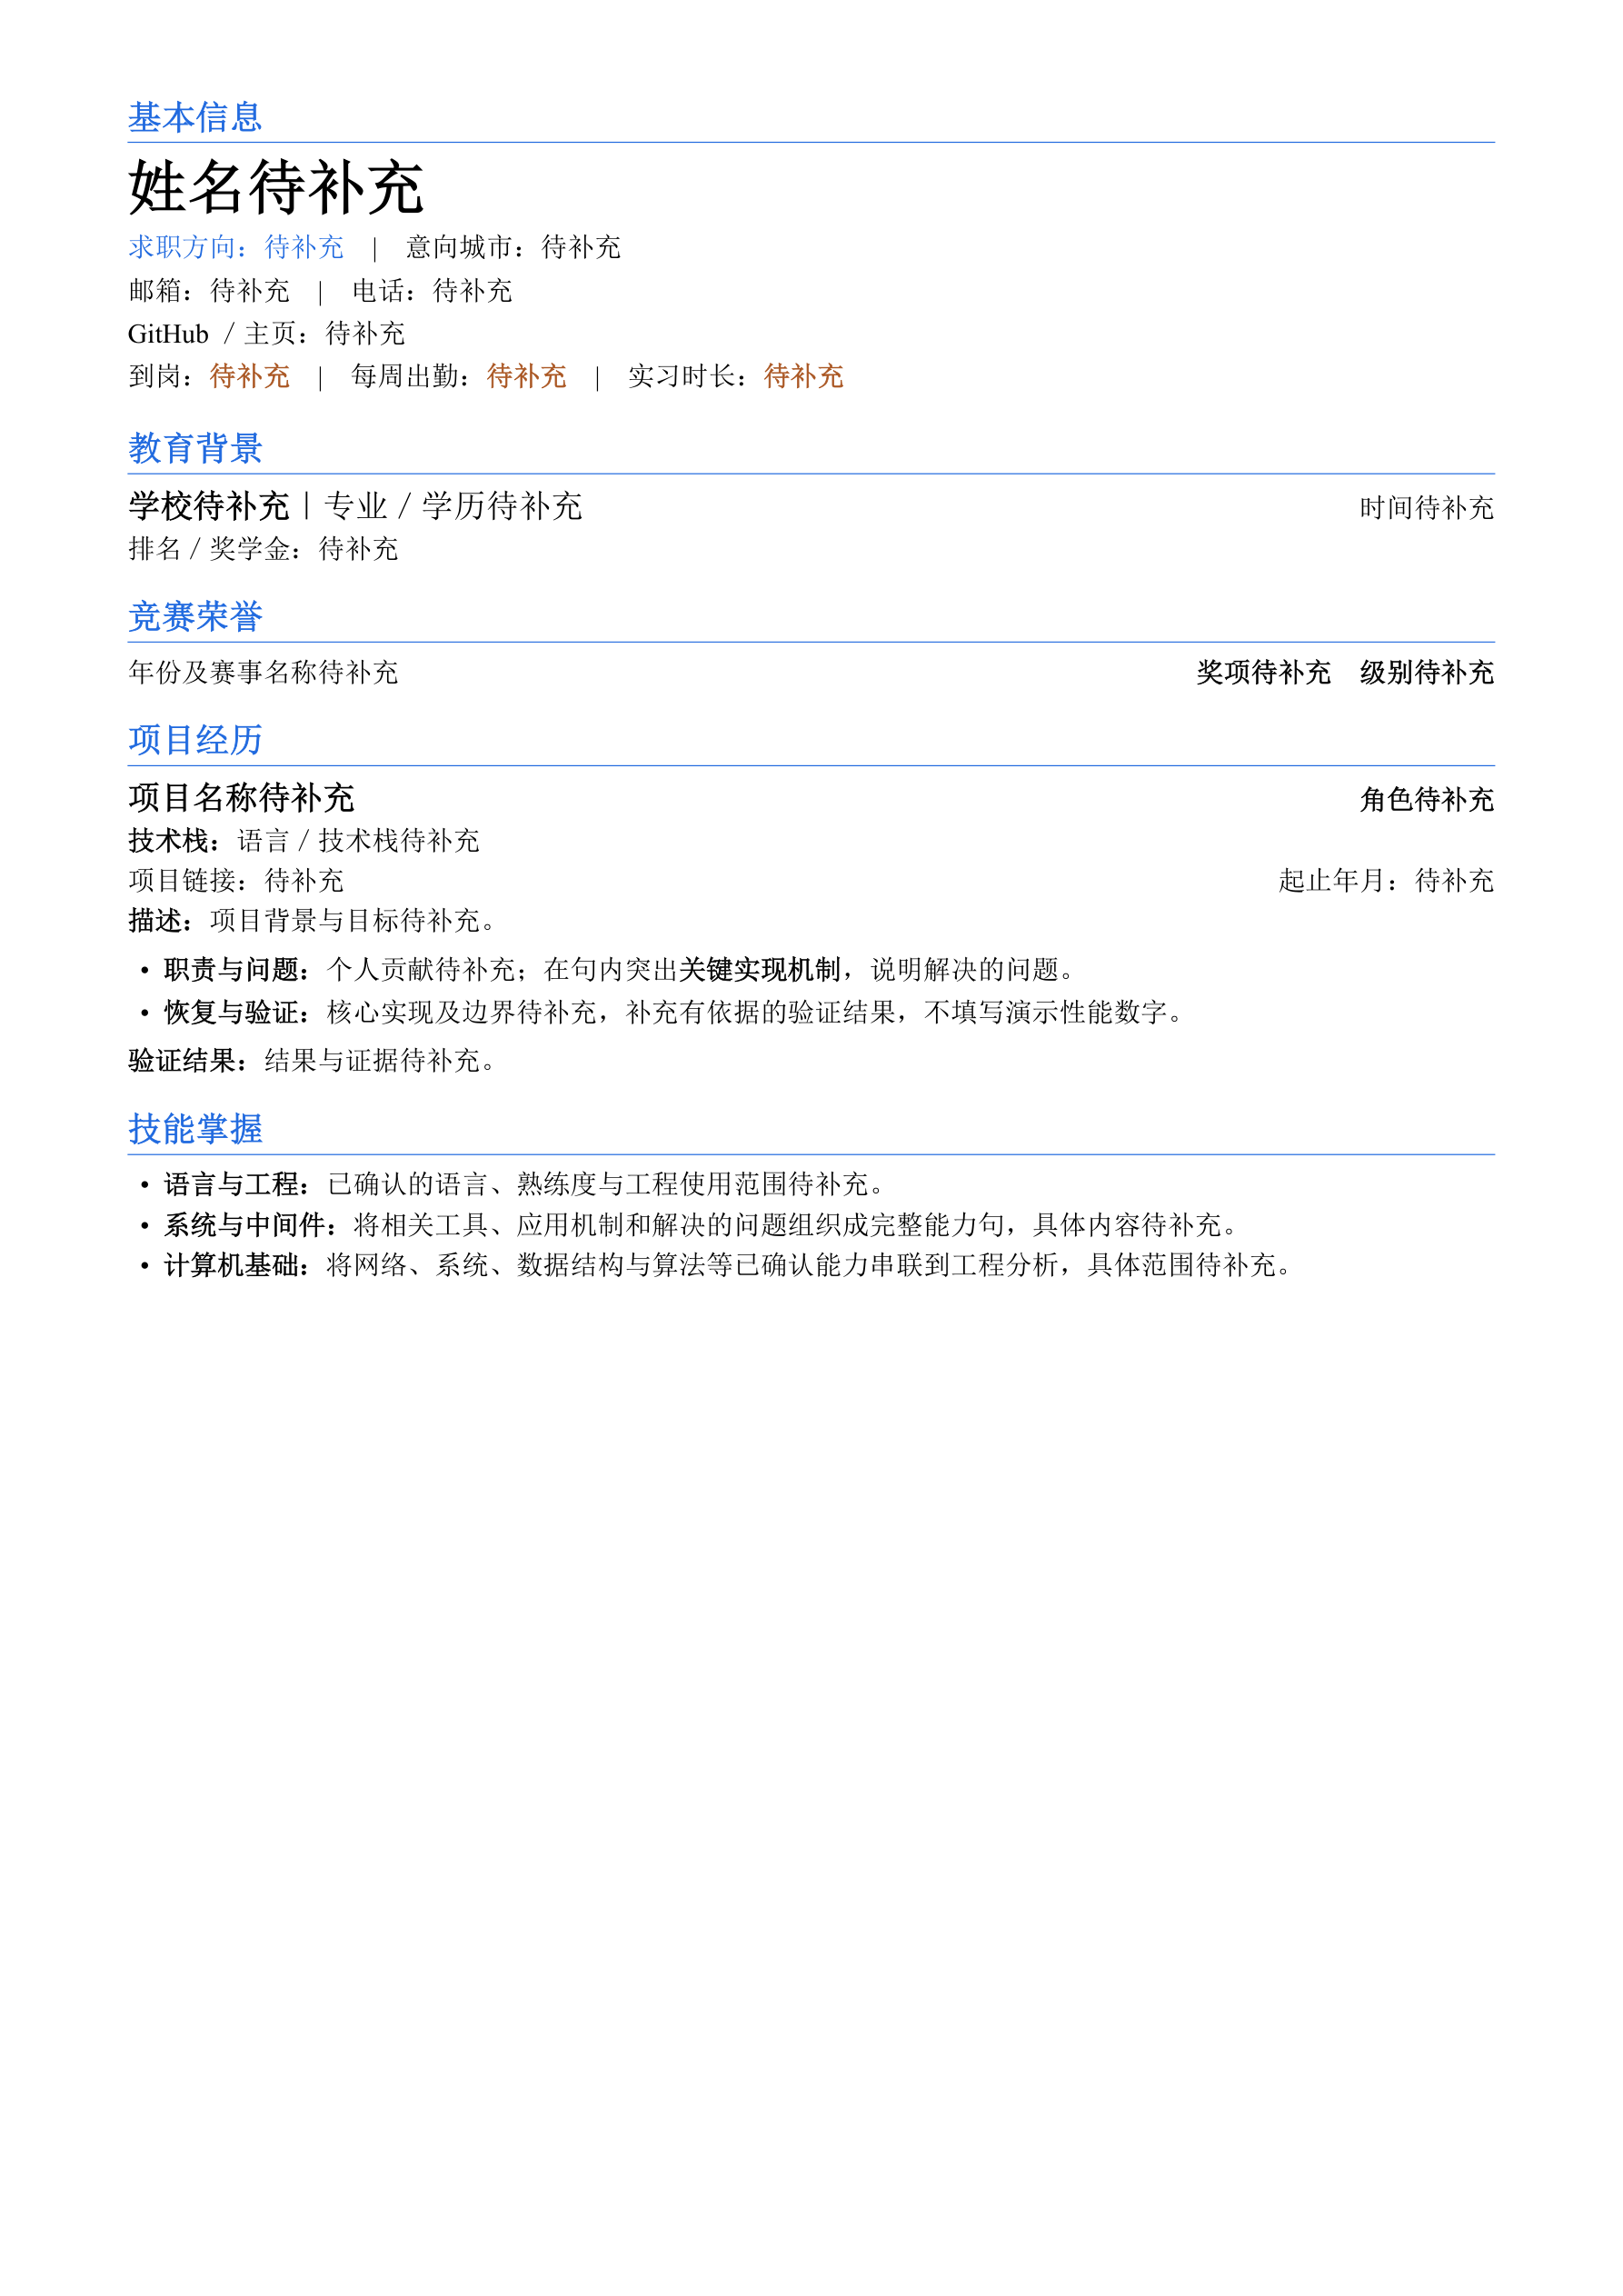 基本信息
姓名待补充
求职方向：待补充 | 意向城市：待补充
邮箱：待补充 | 电话：待补充
GitHub / 主页：待补充
到岗：待补充 | 每周出勤：待补充 | 实习时长：待补充
教育背景
学校待补充 | 专业 / 学历待补充 时间待补充
排名 / 奖学金：待补充
竞赛荣誉
年份及赛事名称待补充 奖项待补充 级别待补充
项目经历
项目名称待补充 角色待补充
技术栈：语言 / 技术栈待补充
项目链接：待补充 起止年月：待补充
描述：项目背景与目标待补充。
• 职责与问题：个人贡献待补充；在句内突出关键实现机制，说明解决的问题。
• 恢复与验证：核心实现及边界待补充，补充有依据的验证结果，不填写演示性能数字。
验证结果：结果与证据待补充。
技能掌握
• 语言与工程：已确认的语言、熟练度与工程使用范围待补充。
• 系统与中间件：将相关工具、应用机制和解决的问题组织成完整能力句，具体内容待补充。
• 计算机基础：将网络、系统、数据结构与算法等已确认能力串联到工程分析，具体范围待补充。